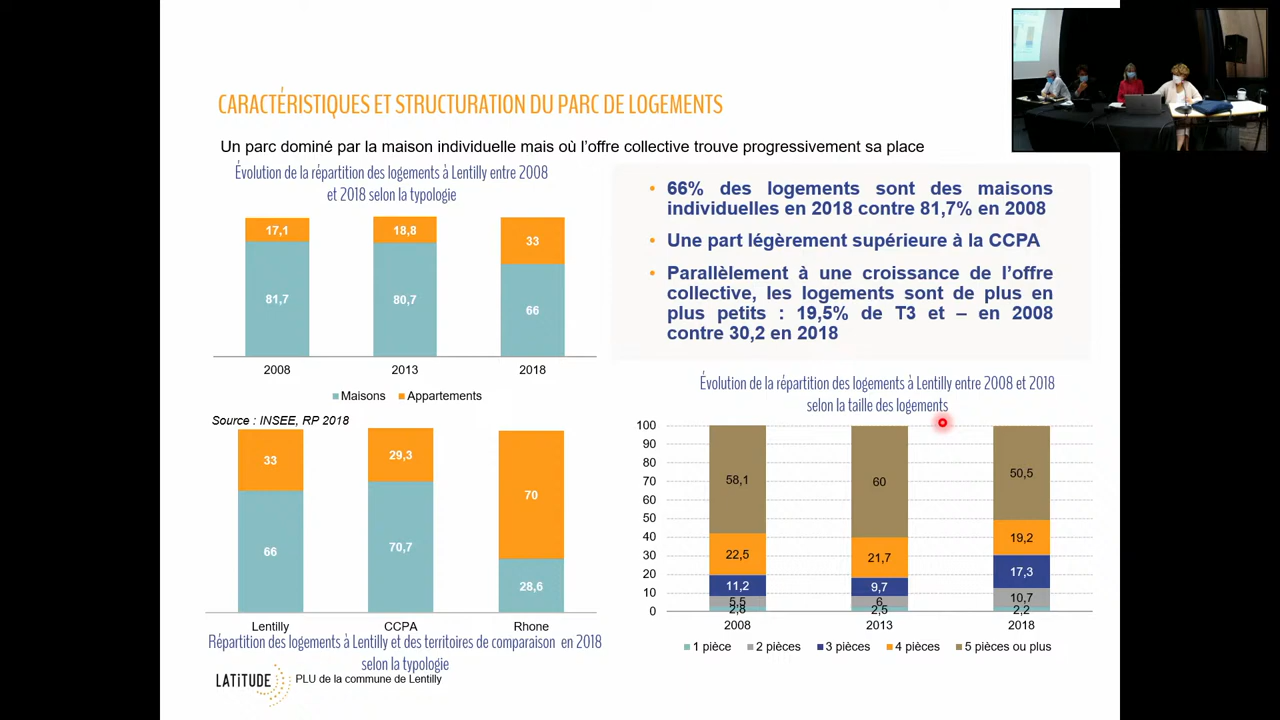 CARACTÉRISTIQUES ET STRUCTURATION DU PARC DE LOGEMENTS
Un parc dominé par la maison individuelle mais où l'offre collective trouve progressivement sa place
Évolution de la répartition des logements à Lentilly entre 2008
et 2018 selon la typologie
17,1
18,8
33
81,7
80,7
66
2008
2013
2018
Maisons
Appartements
Source : INSEE, RP 2018
33
29,3
70
66
70,7
28,6
Lentilly
CCPA
Rhone
Répartition des logements à Lentilly et des territoires de comparaison en 2018
selon la typologie
• 66% des logements sont des maisons
individuelles en 2018 contre 81,7% en 2008
• Une part légèrement supérieure à la CCPA
• Parallèlement à une croissance de l'offre
collective, les logements sont de plus en
plus petits : 19,5% de T3 et – en 2008
contre 30,2 en 2018
Évolution de la répartition des logements à Lentilly entre 2008 et 2018
selon la taille des logements
100
90
80
70
60
50
40
30
20
10
0
58,1
22,5
11,2
5,5
2,8
60
21,7
9,7
6
2,5
50,5
19,2
17,3
10,7
2,2
2008
2013
2018
1 pièce
2 pièces
3 pièces
4 pièces
5 pièces ou plus
LATITUDE
PLU de la commune de Lentilly